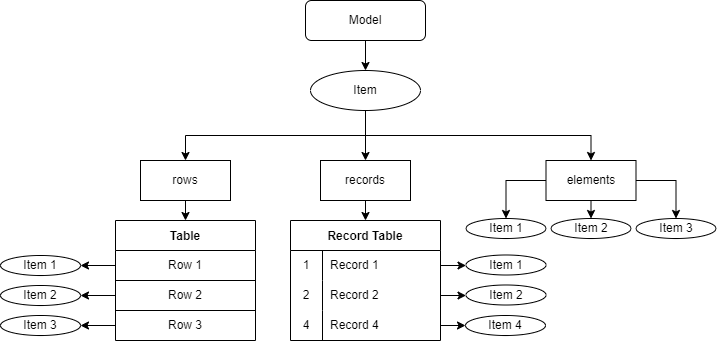 Model
Item
rows
records
elements
Table
Record Table
Item 1
Item 2
Item 3
Item 1
Row 1
1
Record 1
Item 1
Item 2
Row 2
2
Record 2
Item 2
Item 3
Row 3
4
Record 4
Item 4